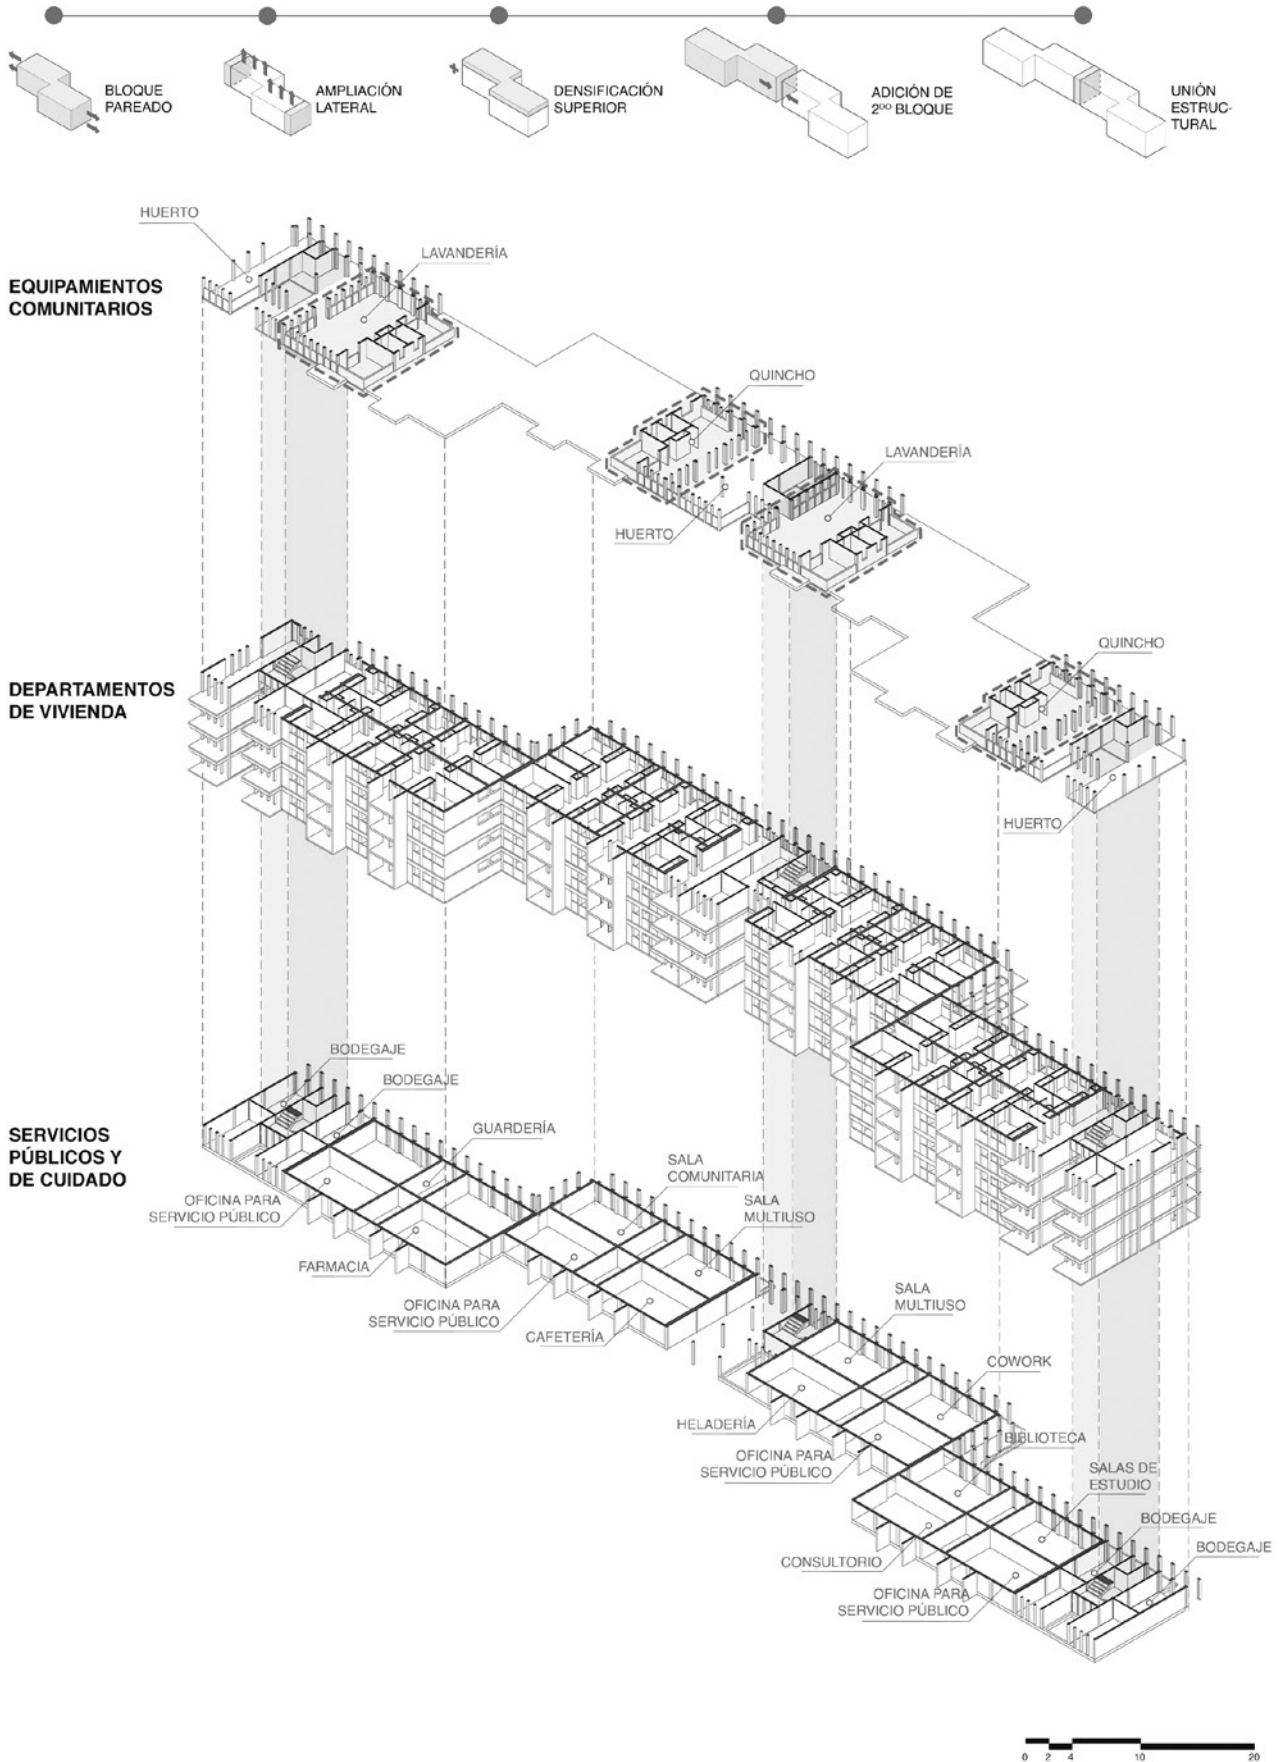 BLOQUE
PAREADO
AMPLIACIÓN
LATERAL
DENSIFICACIÓN
SUPERIOR
ADICIÓN DE
2ᴰᴼ BLOQUE
UNIÓN
ESTRUC-
TURAL
HUERTO
LAVANDERÍA
EQUIPAMIENTOS
COMUNITARIOS
QUINCHO
LAVANDERÍA
HUERTO
QUINCHO
HUERTO
DEPARTAMENTOS
DE VIVIENDA
BODEGAJE
BODEGAJE
GUARDERÍA
SERVICIOS
PÚBLICOS Y
DE CUIDADO
SALA
COMUNITARIA
SALA
MULTIUSO
OFICINA PARA
SERVICIO PÚBLICO
FARMACIA
OFICINA PARA
SERVICIO PÚBLICO
CAFETERÍA
SALA
MULTIUSO
COWORK
HELADERÍA
BIBLIOTECA
OFICINA PARA
SERVICIO PÚBLICO
SALAS DE
ESTUDIO
BODEGAJE
BODEGAJE
CONSULTORIO
OFICINA PARA
SERVICIO PÚBLICO
0 2 4 10 20